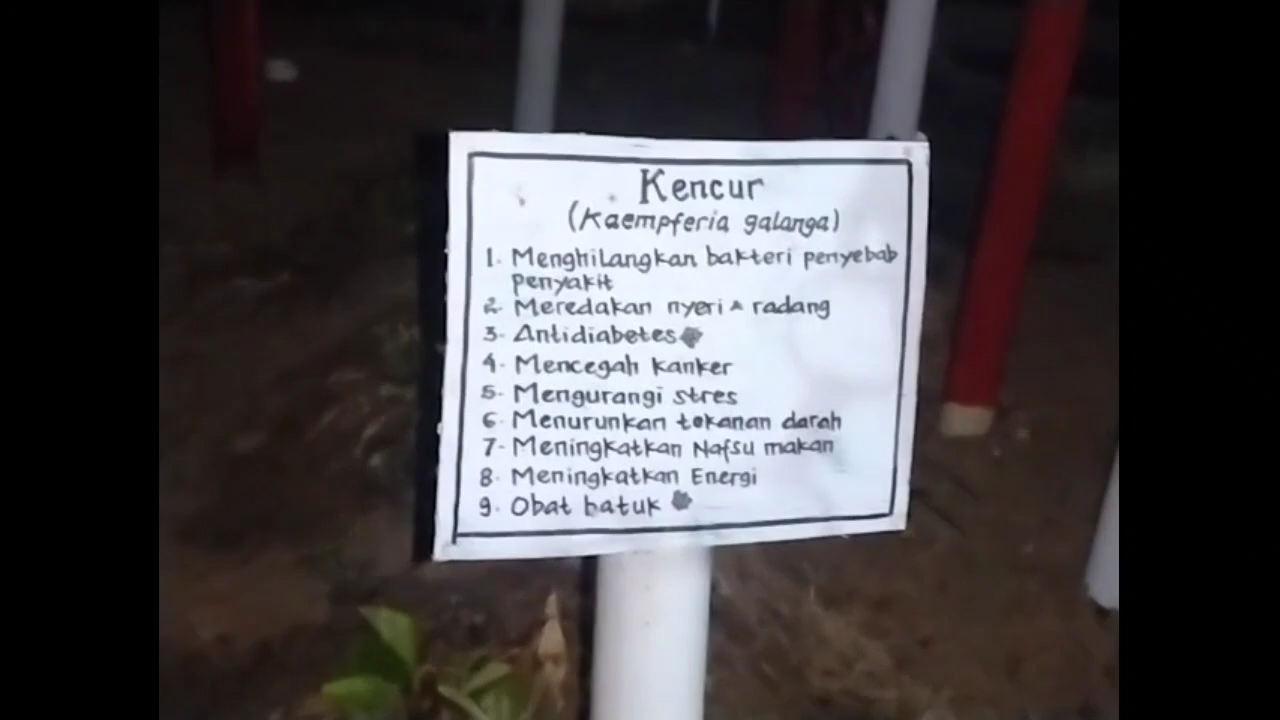 Kencur
(Kaempferia galanga)
1. Menghilangkan bakteri penyebab
penyakit
2. Meredakan nyeri & radang
3. Antidiabetes
4. Mencegah kanker
5. Mengurangi stres
6. Menurunkan tekanan darah
7. Meningkatkan Nafsu makan
8. Meningkatkan Energi
9. Obat batuk